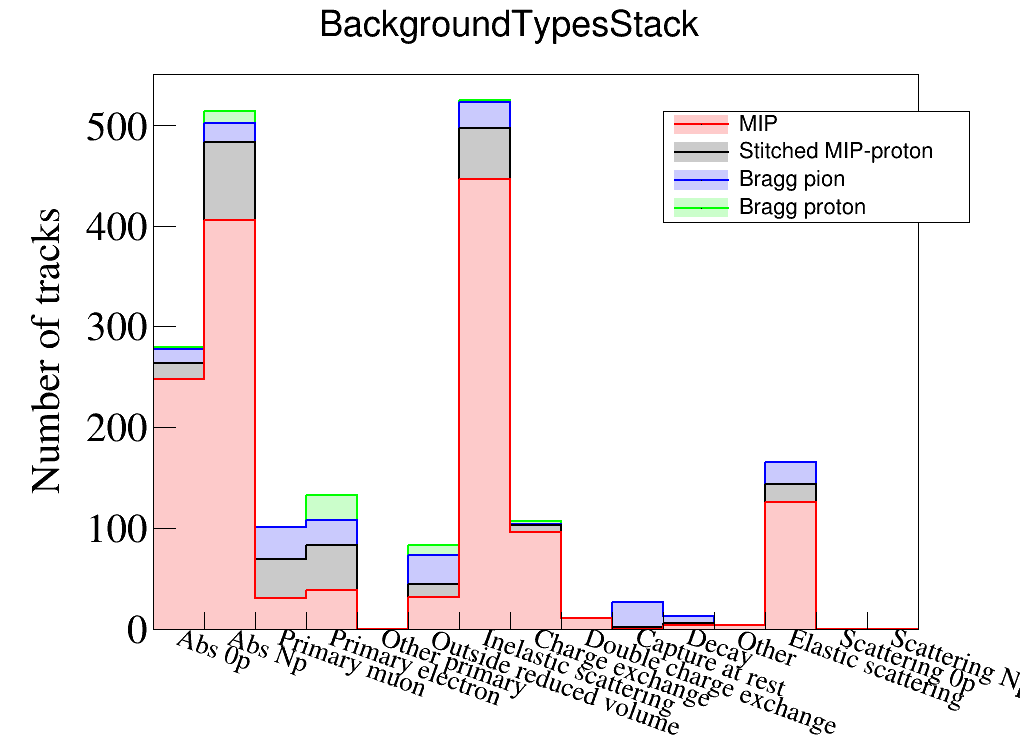 BackgroundTypesStack
Number of tracks
500
400
300
200
100
0
MIP
Stitched MIP-proton
Bragg pion
Bragg proton
Abs 0p
Abs Np
Primary muon
Primary electron
Other primary
Outside reduced volume
Inelastic scattering
Charge exchange
Double charge exchange
Capture at rest
Decay
Other
Elastic scattering
Scattering 0p
Scattering Np